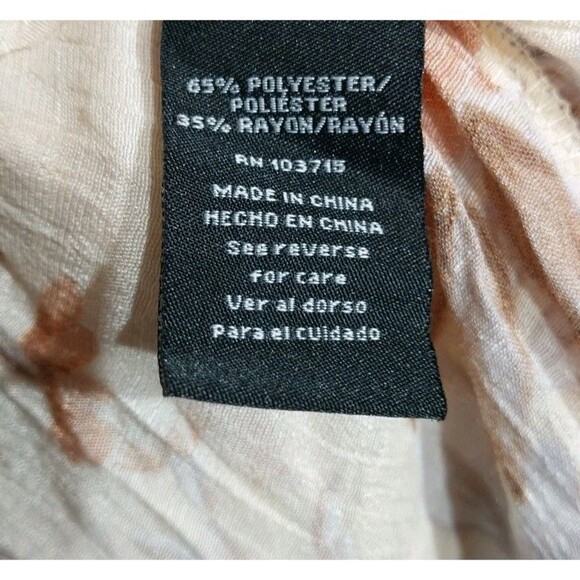 65% POLYESTER/
POLIÉSTER
35% RAYON/RAYÓN
RN 103715
MADE IN CHINA
HECHO EN CHINA
See reverse
for care
Ver al dorso
Para el cuidado